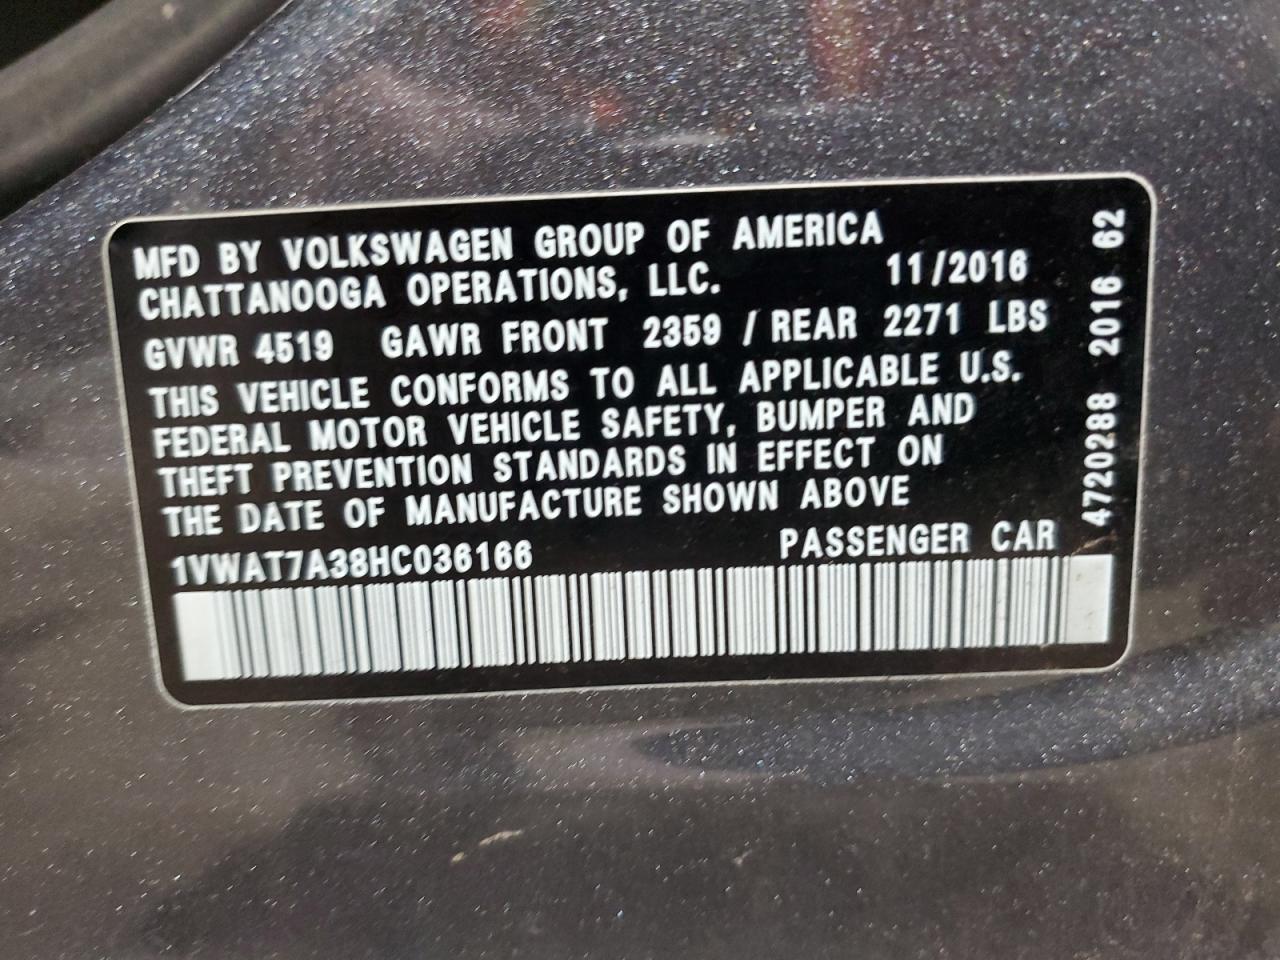 MFD BY VOLKSWAGEN GROUP OF AMERICA
CHATTANOOGA OPERATIONS, LLC. 11/2016
GVWR 4519 GAWR FRONT 2359 / REAR 2271 LBS
THIS VEHICLE CONFORMS TO ALL APPLICABLE U.S.
FEDERAL MOTOR VEHICLE SAFETY, BUMPER AND
THEFT PREVENTION STANDARDS IN EFFECT ON
THE DATE OF MANUFACTURE SHOWN ABOVE
1VWAT7A38HC036166 PASSENGER CAR
4720288 2016 62